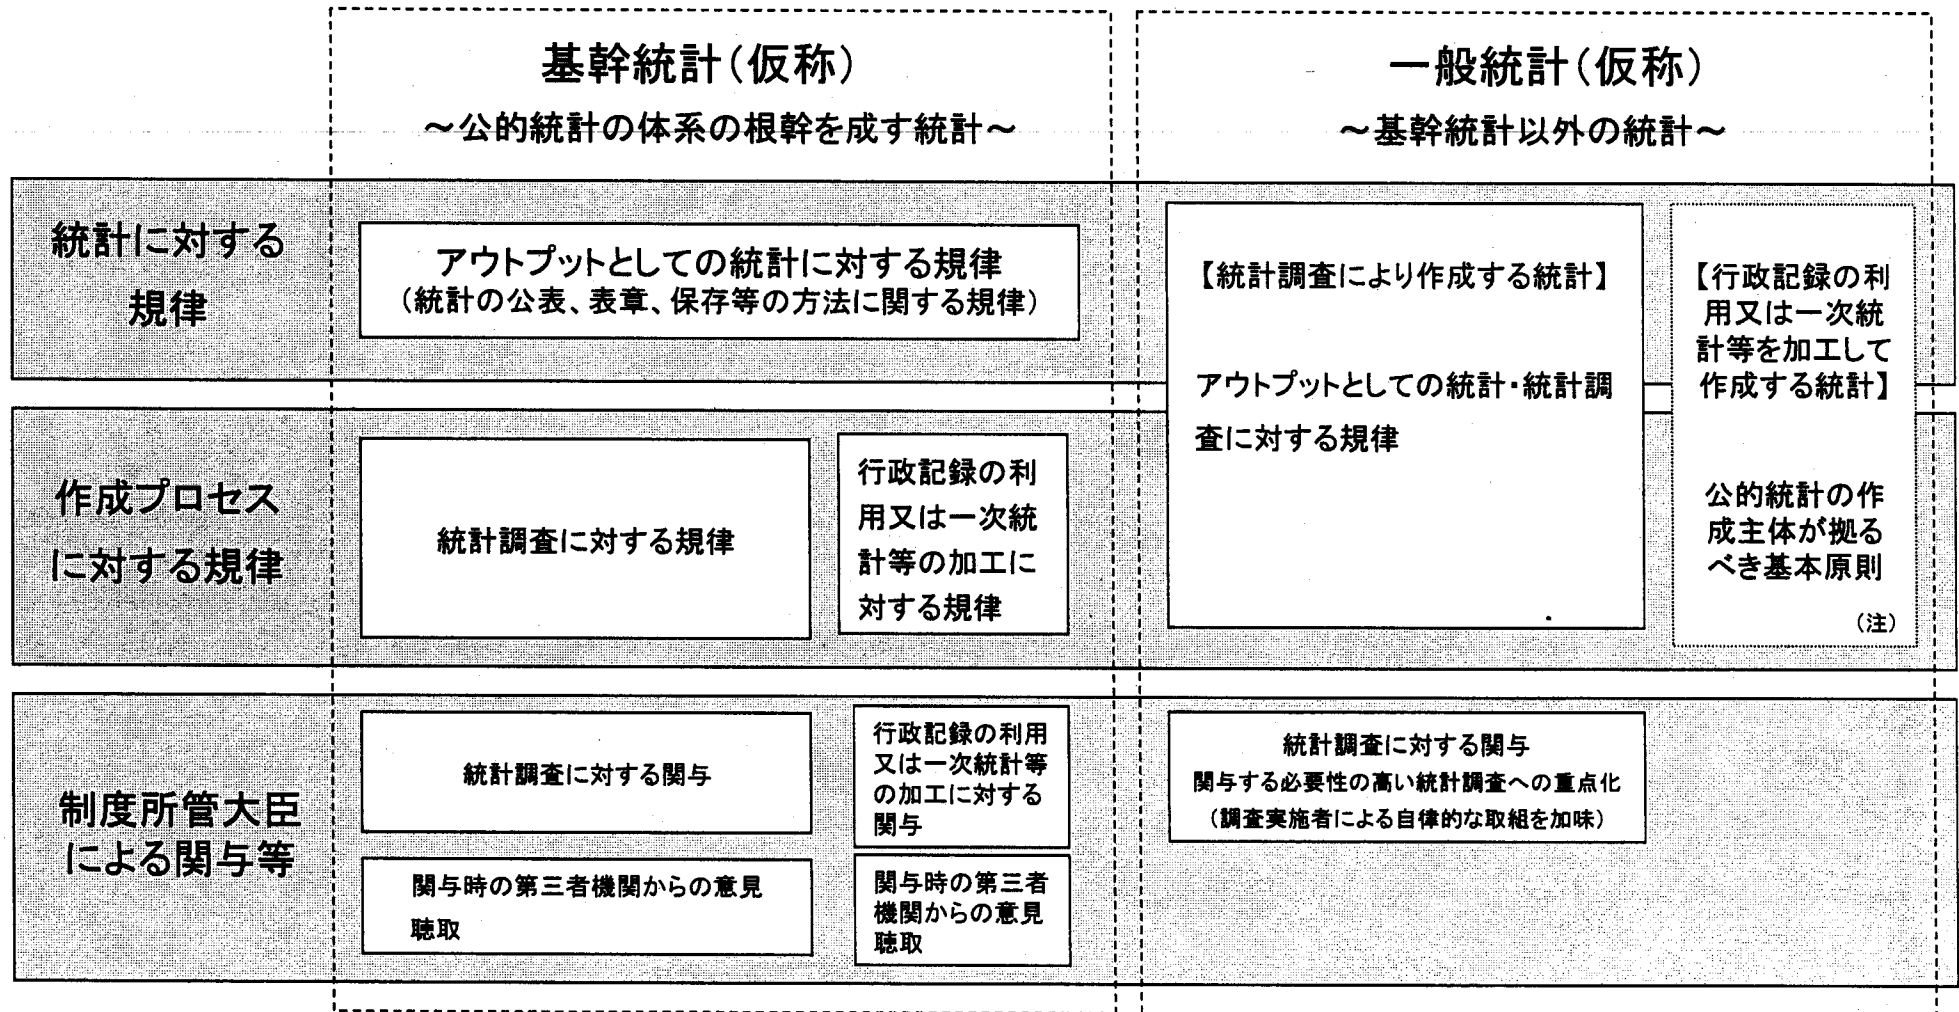 基幹統計(仮称)
～公的統計の体系の根幹を成す統計～
一般統計(仮称)
～基幹統計以外の統計～
統計に対する
規律
アウトプットとしての統計に対する規律
(統計の公表、表章、保存等の方法に関する規律)
【統計調査により作成する統計】
アウトプットとしての統計・統計調
査に対する規律
【行政記録の利
用又は一次統
計等を加工して
作成する統計】
公的統計の作
成主体が拠る
べき基本原則
(注)
作成プロセス
に対する規律
統計調査に対する規律
行政記録の利
用又は一次統
計等の加工に
対する規律
制度所管大臣
による関与等
統計調査に対する関与
行政記録の利用
又は一次統計等
の加工に対する
関与
関与時の第三者機関からの意見
聴取
関与時の第三者
機関からの意見
聴取
統計調査に対する関与
関与する必要性の高い統計調査への重点化
(調査実施者による自律的な取組を加味)